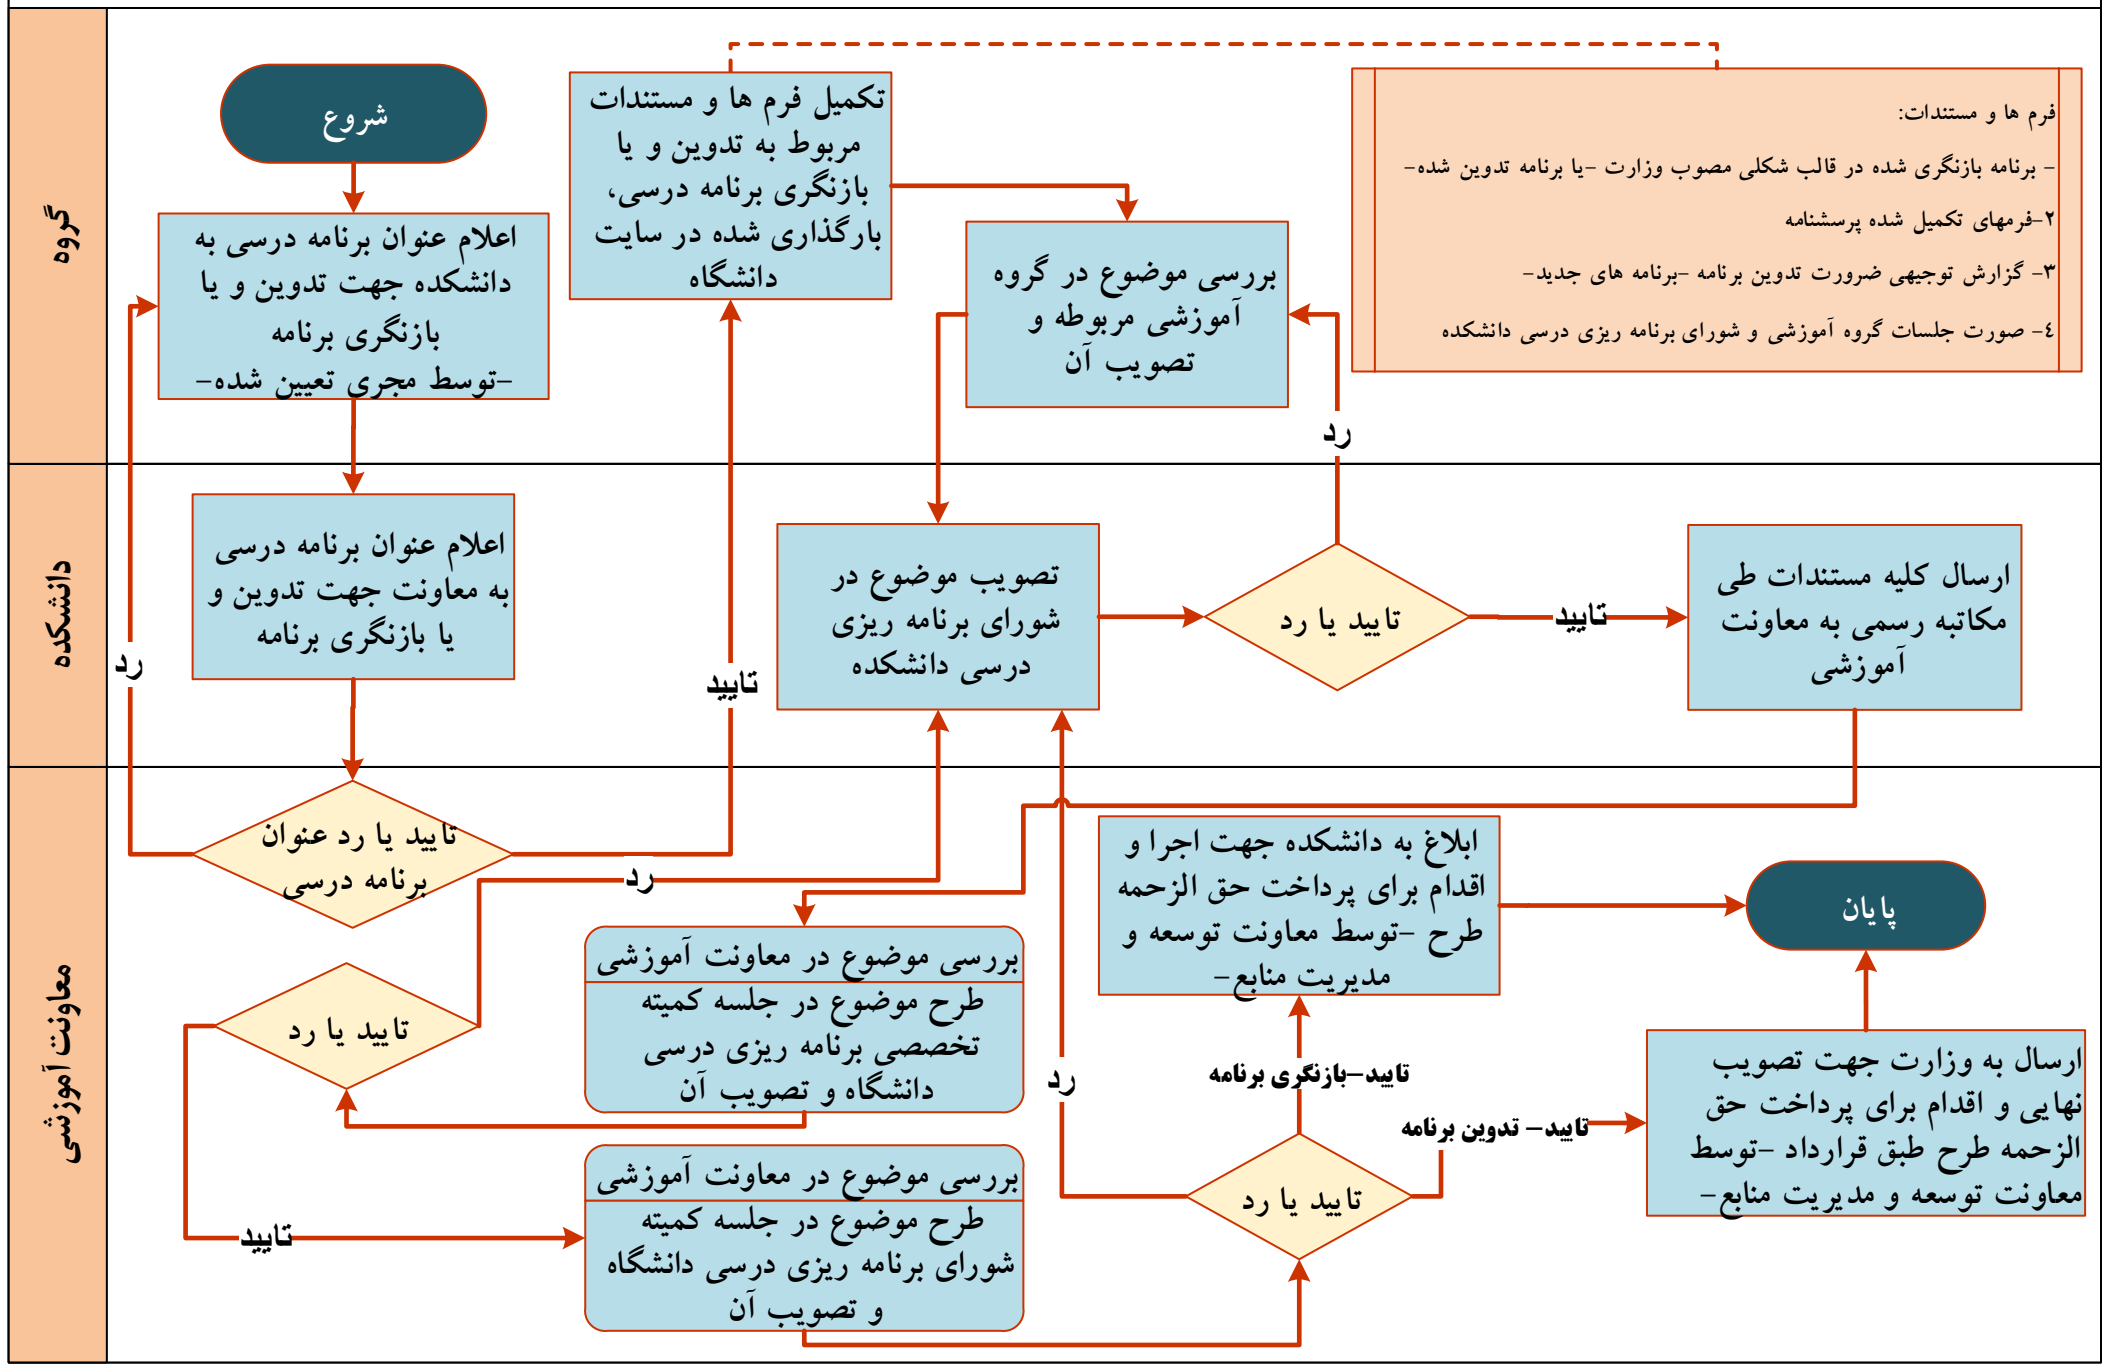 گروه
شروع
اعلام عنوان برنامه درسی به
دانشکده جهت تدوین و یا
بازنگری برنامه
-توسط مجری تعیین شده-
تکمیل فرم ها و مستندات
مربوط به تدوین و یا
بازنگری برنامه درسی،
بارگذاری شده در سایت
دانشگاه
بررسی موضوع در گروه
آموزشی مربوطه و
تصویب آن
فرم ها و مستندات:
- برنامه بازنگری شده در قالب شکلی مصوب وزارت -یا برنامه تدوین شده-
۲-فرمهای تکمیل شده پرسشنامه
۳- گزارش توجیهی ضرورت تدوین برنامه -برنامه های جدید-
۴- صورت جلسات گروه آموزشی و شورای برنامه ریزی درسی دانشکده
رد
دانشکده
اعلام عنوان برنامه درسی
به معاونت جهت تدوین و
یا بازنگری برنامه
رد
تایید
تصویب موضوع در
شورای برنامه ریزی
درسی دانشکده
تایید یا رد
تایید
ارسال کلیه مستندات طی
مکاتبه رسمی به معاونت
آموزشی
معاونت آموزشی
تایید یا رد عنوان
برنامه درسی
رد
بررسی موضوع در معاونت آموزشی
طرح موضوع در جلسه کمیته
تخصصی برنامه ریزی درسی
دانشگاه و تصویب آن
تایید یا رد
تایید
بررسی موضوع در معاونت آموزشی
طرح موضوع در جلسه کمیته
شورای برنامه ریزی درسی دانشگاه
و تصویب آن
رد
تایید یا رد
تایید-بازنگری برنامه
تایید- تدوین برنامه
ابلاغ به دانشکده جهت اجرا و
اقدام برای پرداخت حق الزحمه
طرح -توسط معاونت توسعه و
مدیریت منابع-
ارسال به وزارت جهت تصویب
نهایی و اقدام برای پرداخت حق
الزحمه طرح طبق قرارداد -توسط
معاونت توسعه و مدیریت منابع-
پایان